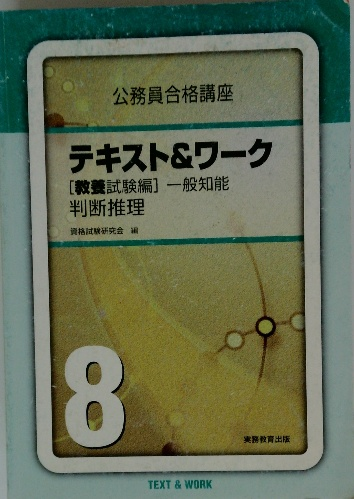 公務員合格講座
テキスト&ワーク
[教養試験編] 一般知能
判断推理
資格試験研究会 編
8
実務教育出版
TEXT & WORK